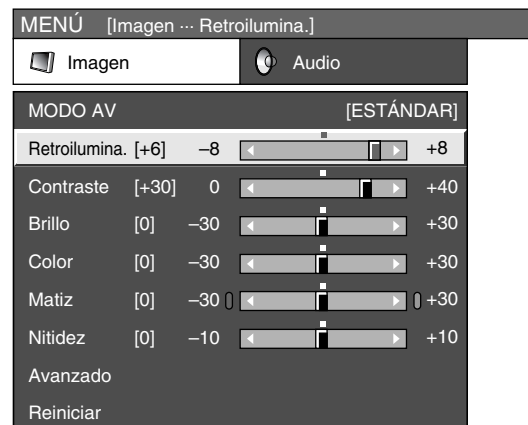 MENÚ [Imagen ··· Retroilumina.]
Imagen Audio
MODO AV [ESTÁNDAR]
Retroilumina. [+6] –8 +8
Contraste [+30] 0 +40
Brillo [0] –30 +30
Color [0] –30 +30
Matiz [0] –30 +30
Nitidez [0] –10 +10
Avanzado
Reiniciar